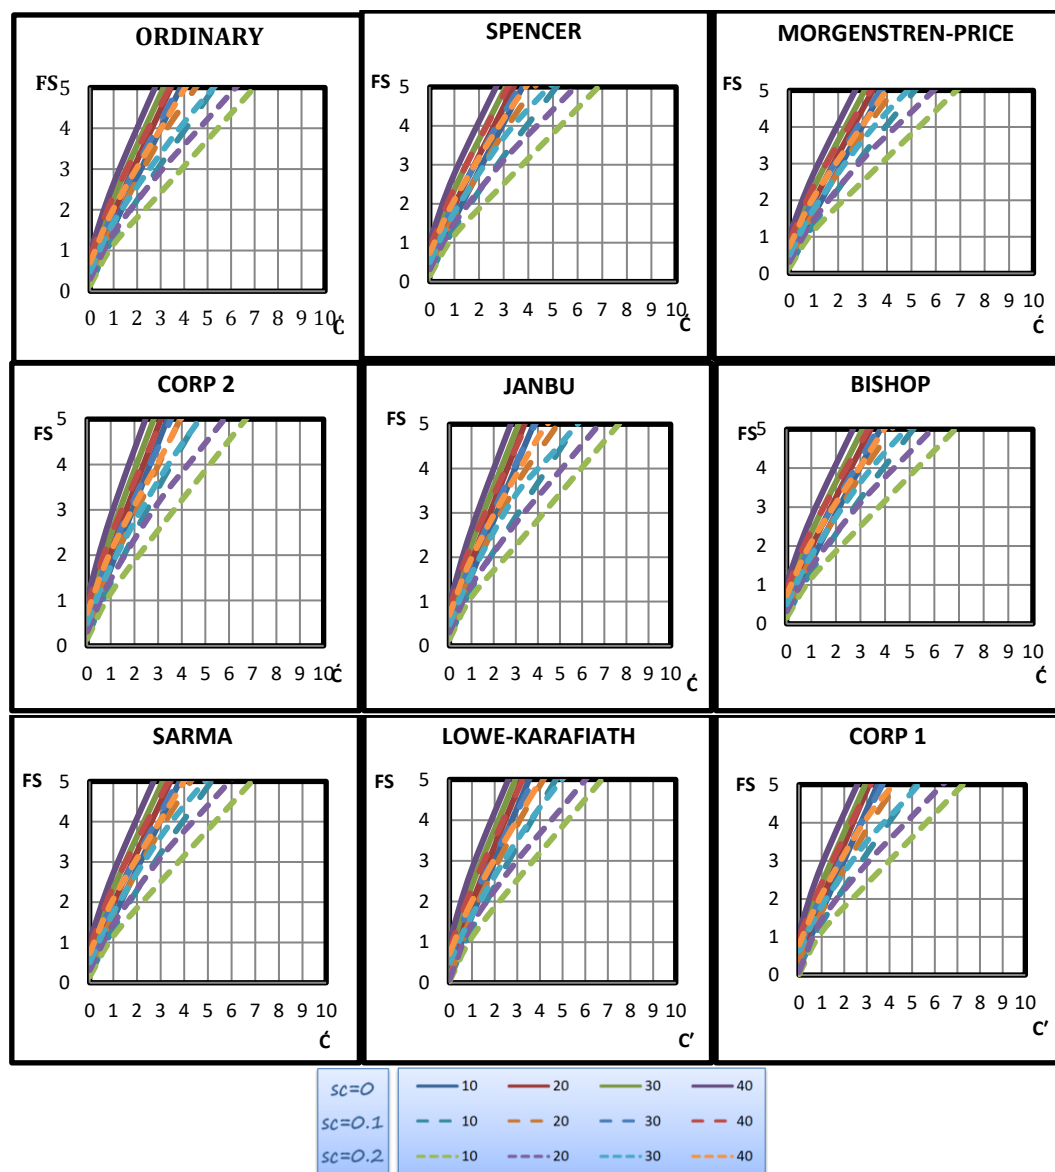 ORDINARY
FS
5
4
3
2
1
0
0 1 2 3 4 5 6 7 8 9 10
Ć
SPENCER
5
4
3
2
1
0
0 1 2 3 4 5 6 7 8 9 10
Ć
MORGENSTREN-PRICE
5
4
3
2
1
0
0 1 2 3 4 5 6 7 8 9 10
Ć
CORP 2
FS
5
4
3
2
1
0
0 1 2 3 4 5 6 7 8 9 10
Ć
JANBU
FS
5
4
3
2
1
0
0 1 2 3 4 5 6 7 8 9 10
Ć
BISHOP
FS
5
4
3
2
1
0
0 1 2 3 4 5 6 7 8 9 10
Ć
SARMA
FS
5
4
3
2
1
0
0 1 2 3 4 5 6 7 8 9 10
Ć
LOWE-KARAFIATH
FS
5
4
3
2
1
0
0 1 2 3 4 5 6 7 8 9 10
C′
CORP 1
FS
5
4
3
2
1
0
0 1 2 3 4 5 6 7 8 9 10
C′
sc=0 10 20 30 40
sc=0.1 10 20 30 40
sc=0.2 10 20 30 40